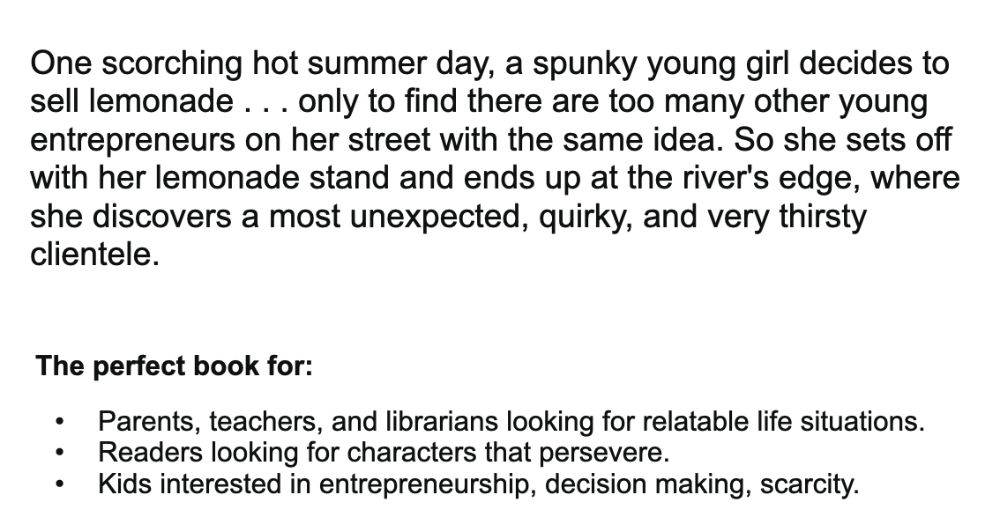 One scorching hot summer day, a spunky young girl decides to
sell lemonade . . . only to find there are too many other young
entrepreneurs on her street with the same idea. So she sets off
with her lemonade stand and ends up at the river's edge, where
she discovers a most unexpected, quirky, and very thirsty
clientele.
The perfect book for:
• Parents, teachers, and librarians looking for relatable life situations.
• Readers looking for characters that persevere.
• Kids interested in entrepreneurship, decision making, scarcity.